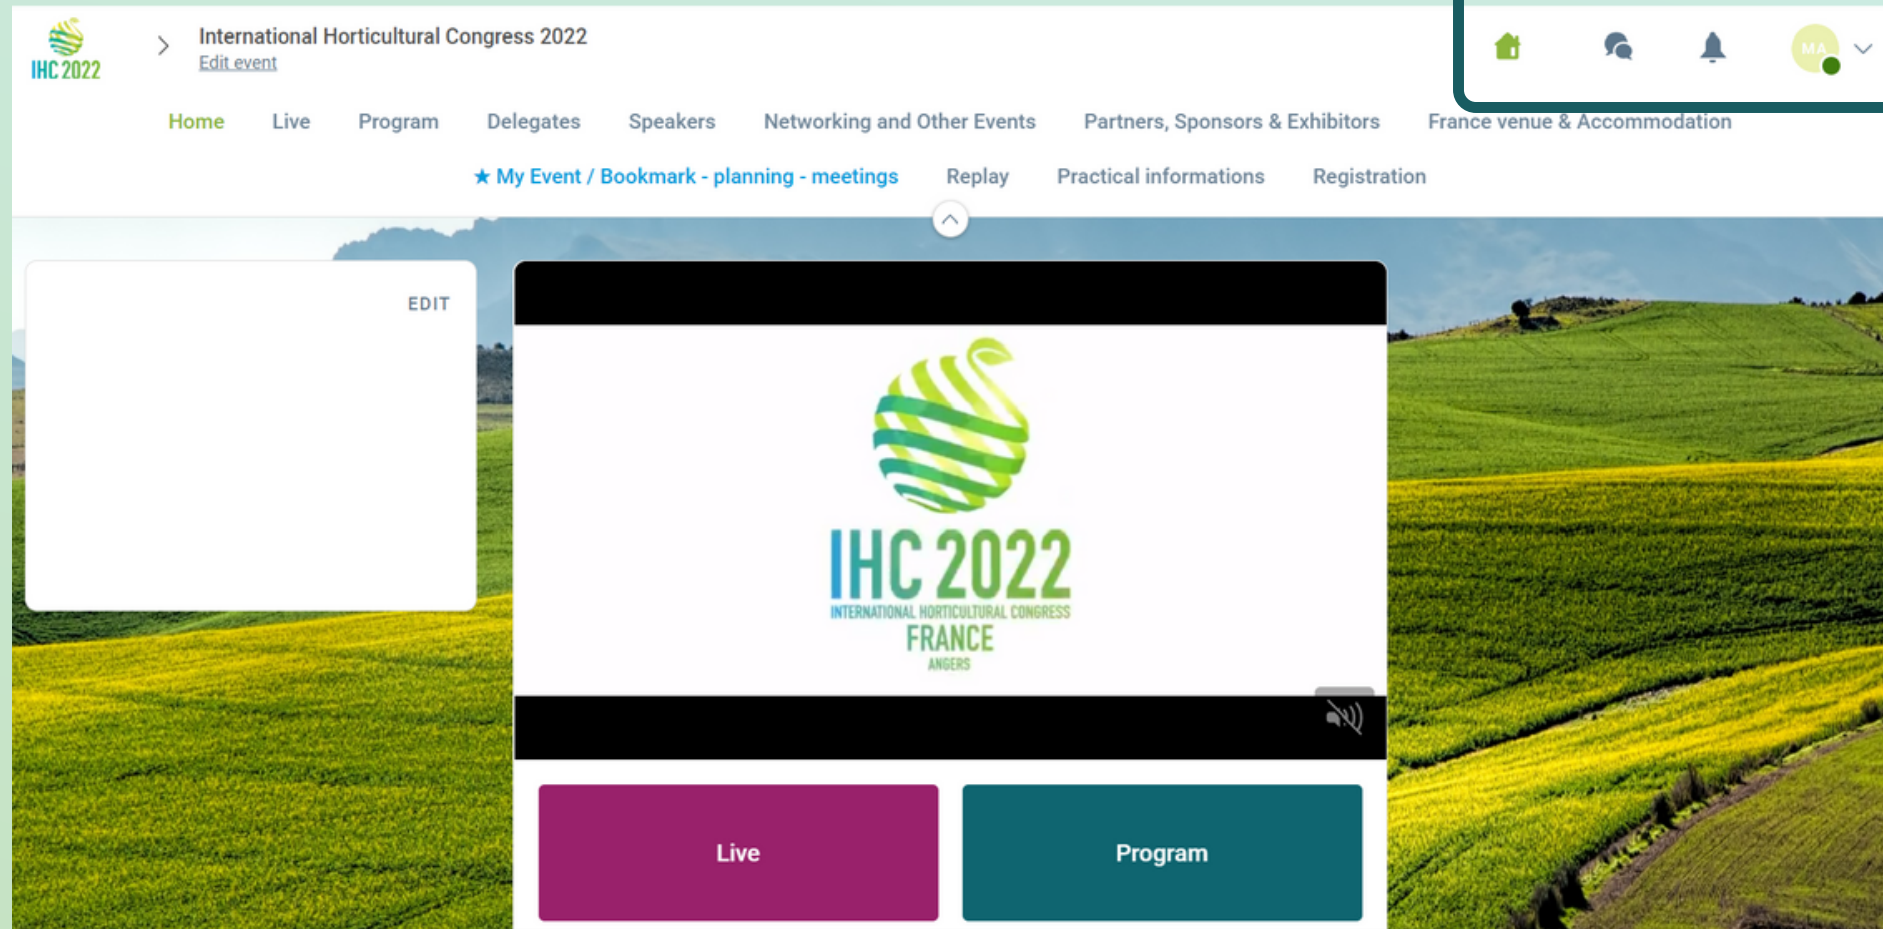 IHC 2022
International Horticultural Congress 2022
Edit event
MA
Home Live Program Delegates Speakers Networking and Other Events Partners, Sponsors & Exhibitors France venue & Accommodation
★ My Event / Bookmark - planning - meetings Replay Practical informations Registration
EDIT
IHC 2022
INTERNATIONAL HORTICULTURAL CONGRESS
FRANCE
ANGERS
Live Program